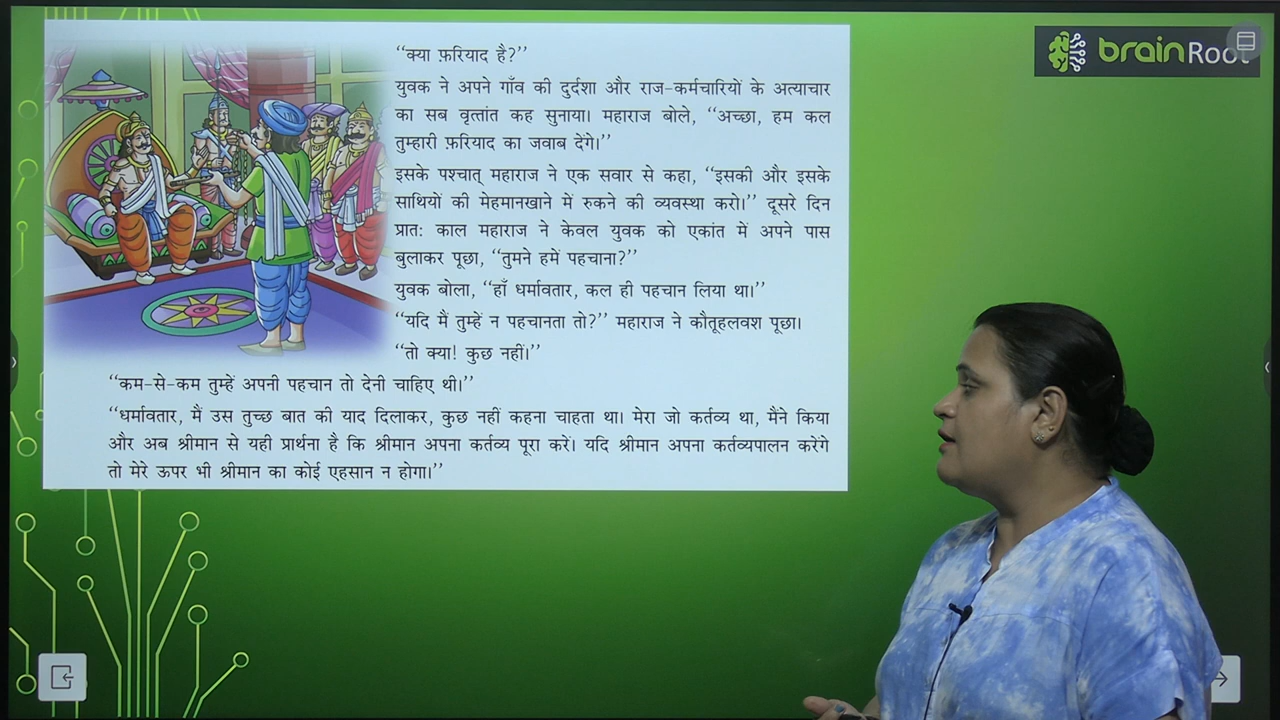 brainRoot
“क्या फ़रियाद है?”
युवक ने अपने गाँव की दुर्दशा और राज-कर्मचारियों के अत्याचार
का सब वृत्तांत कह सुनाया। महाराज बोले, “अच्छा, हम कल
तुम्हारी फ़रियाद का जवाब देंगे।”
इसके पश्चात् महाराज ने एक सवार से कहा, “इसकी और इसके
साथियों की मेहमानखाने में रुकने की व्यवस्था करो।” दूसरे दिन
प्रात: काल महाराज ने केवल युवक को एकांत में अपने पास
बुलाकर पूछा, “तुमने हमें पहचाना?”
युवक बोला, “हाँ धर्मावतार, कल ही पहचान लिया था।”
“यदि मैं तुम्हें न पहचानता तो?” महाराज ने कौतूहलवश पूछा।
“तो क्या! कुछ नहीं।”
“कम-से-कम तुम्हें अपनी पहचान तो देनी चाहिए थी।”
“धर्मावतार, मैं उस तुच्छ बात की याद दिलाकर, कुछ नहीं कहना चाहता था। मेरा जो कर्तव्य था, मैंने किया
और अब श्रीमान से यही प्रार्थना है कि श्रीमान अपना कर्तव्य पूरा करें। यदि श्रीमान अपना कर्तव्यपालन करेंगे
तो मेरे ऊपर भी श्रीमान का कोई एहसान न होगा।”